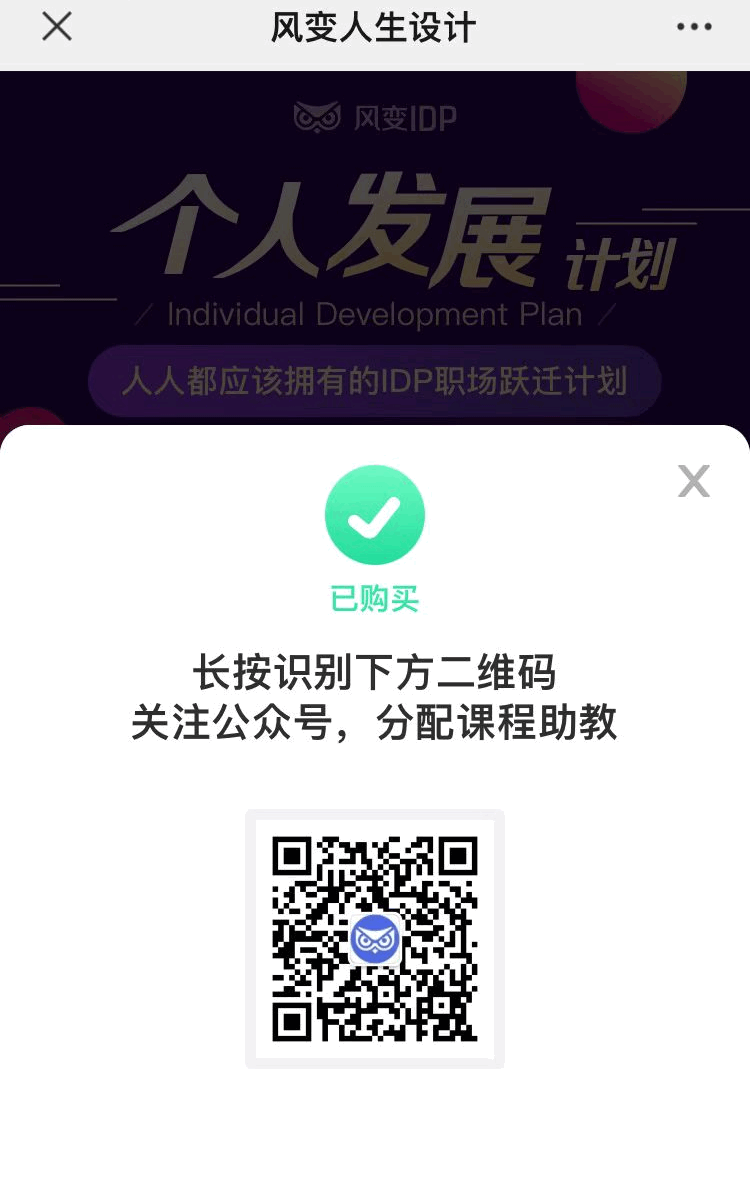 风变人生设计
风变IDP
个人发展计划
Individual Development Plan
人人都应该拥有的IDP职场跃迁计划
已购买
长按识别下方二维码
关注公众号，分配课程助教